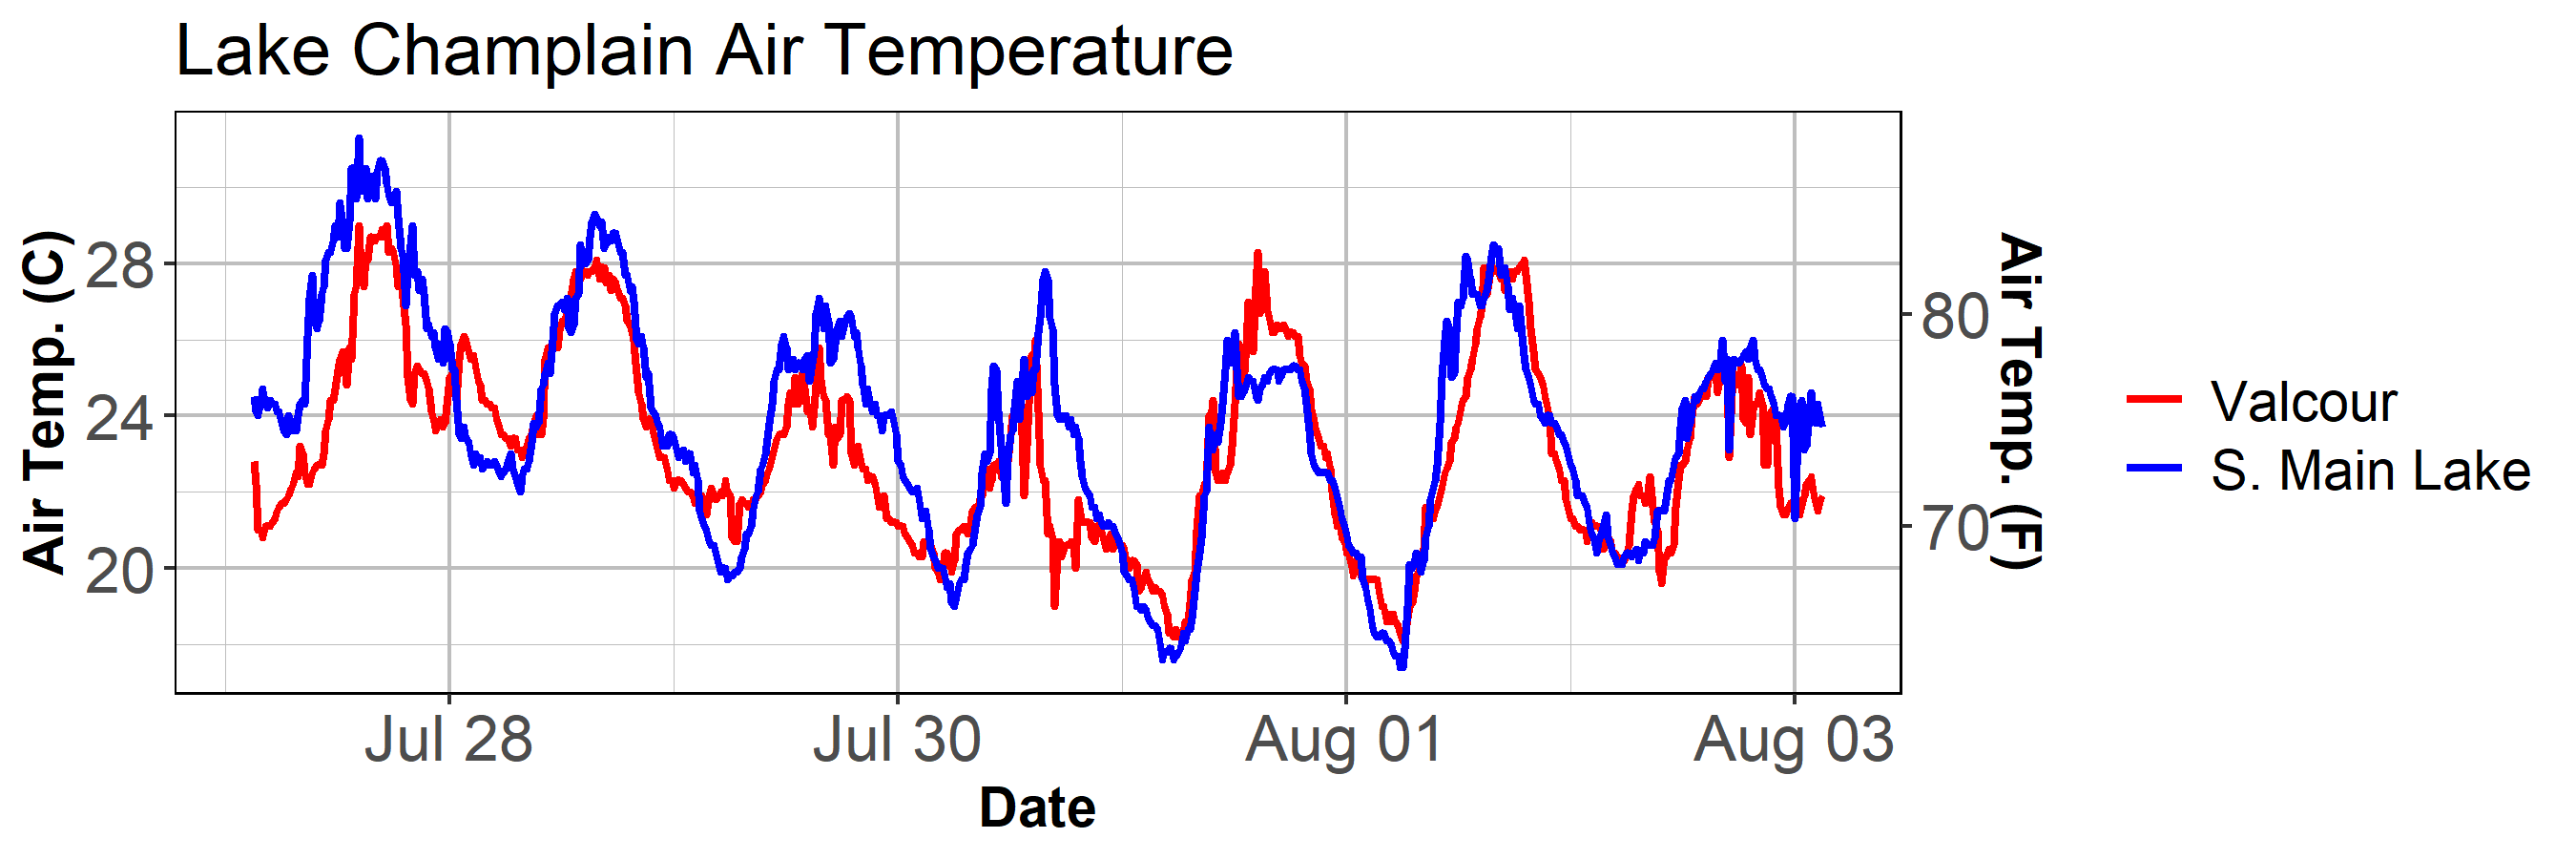 Lake Champlain Air Temperature
Air Temp. (C)
28
24
20
Air Temp. (F)
80
70
Jul 28
Jul 30
Aug 01
Aug 03
Date
Valcour
S. Main Lake